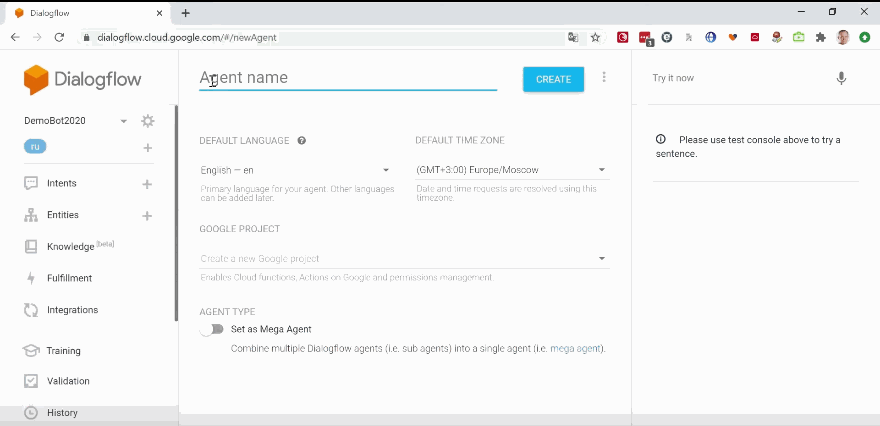 Dialogflow
dialogflow.cloud.google.com/#/newAgent
1
Dialogflow
Agent name
CREATE
Try it now
DemoBot2020
ru
DEFAULT LANGUAGE
DEFAULT TIME ZONE
Please use test console above to try a
sentence.
English — en
(GMT+3:00) Europe/Moscow
Primary language for your agent. Other languages
can be added later.
Date and time requests are resolved using this
timezone.
Intents
Entities
Knowledge [beta]
Fulfillment
Integrations
Training
Validation
History
GOOGLE PROJECT
Create a new Google project
Enables Cloud functions, Actions on Google and permissions management.
AGENT TYPE
Set as Mega Agent
Combine multiple Dialogflow agents (i.e. sub agents) into a single agent (i.e. mega agent).